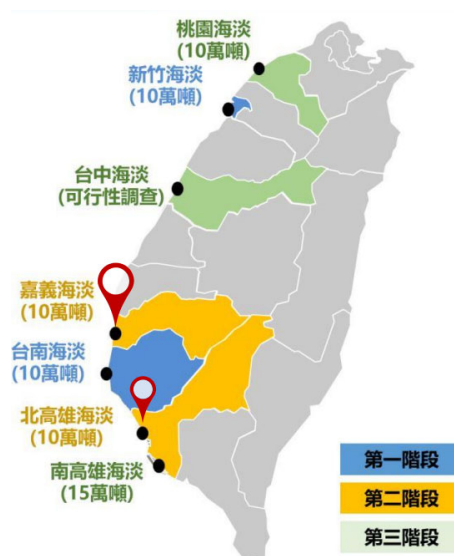 桃園海淡
(10萬噸)
新竹海淡
(10萬噸)
台中海淡
(可行性調查)
嘉義海淡
(10萬噸)
台南海淡
(10萬噸)
北高雄海淡
(10萬噸)
南高雄海淡
(15萬噸)
第一階段
第二階段
第三階段